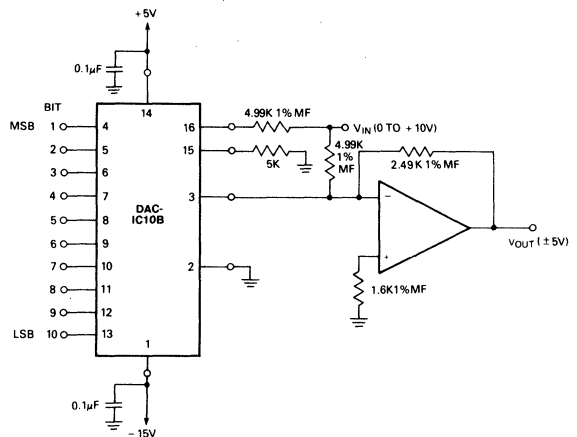 +5V
0.1µF
BIT
MSB 1 4
2 5
3 6
4 7
5 8
6 9
7 10
8 11
9 12
LSB 10 13
14
DAC-
IC10B
16
15
3
2
1
4.99K 1% MF
VIN (0 TO +10V)
5K
4.99K
1%
MF
2.49K 1% MF
−
+
VOUT (±5V)
1.6K1%MF
0.1µF
−15V